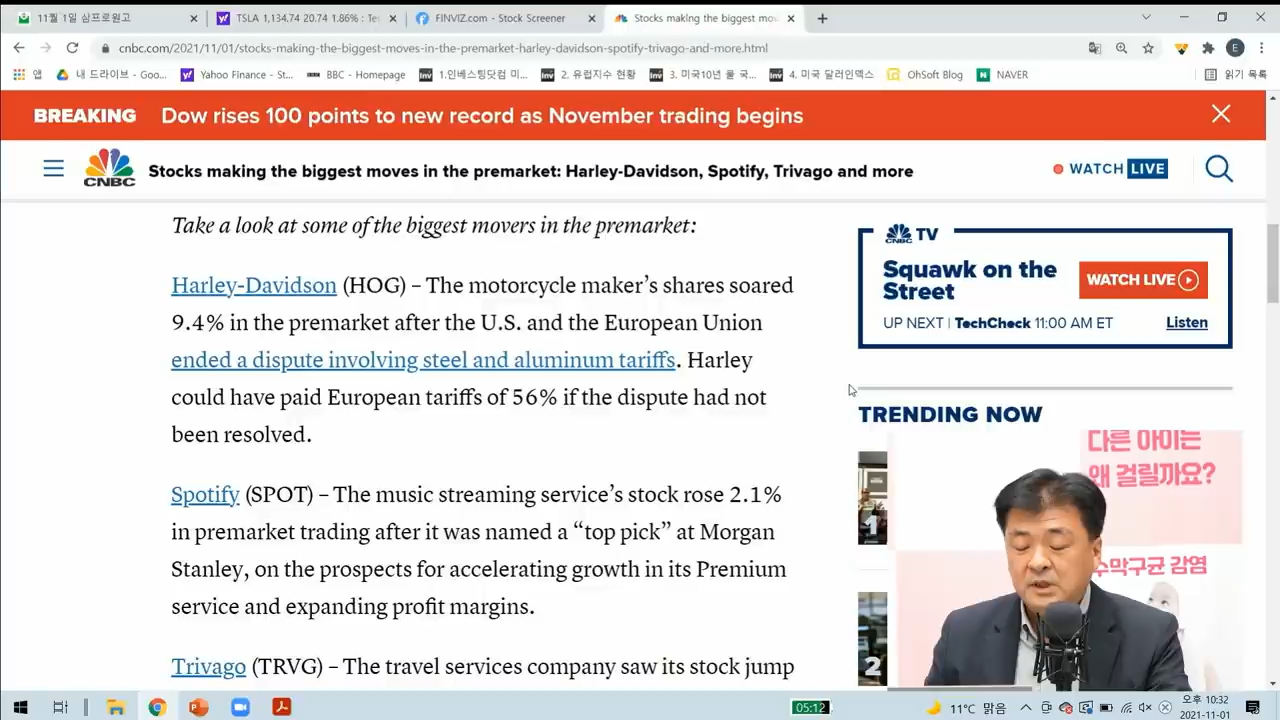 11월 1일 삼프로원고
TSLA 1,134.74 20.74 1.86% : Te
FINVIZ.com - Stock Screener
Stocks making the biggest mov
cnbc.com/2021/11/01/stocks-making-the-biggest-moves-in-the-premarket-harley-davidson-spotify-trivago-and-more.html
E
앱
내 드라이브 - Goo...
Yahoo Finance - St...
BBC - Homepage
1.인베스팅닷컴 미...
2. 유럽지수 현황
3. 미국10년 물 국...
4. 미국 달러인덱스
OhSoft Blog
NAVER
읽기 목록
BREAKING Dow rises 100 points to new record as November trading begins
CNBC
Stocks making the biggest moves in the premarket: Harley-Davidson, Spotify, Trivago and more
WATCH LIVE
Take a look at some of the biggest movers in the premarket:
Harley-Davidson (HOG) – The motorcycle maker's shares soared
9.4% in the premarket after the U.S. and the European Union
ended a dispute involving steel and aluminum tariffs. Harley
could have paid European tariffs of 56% if the dispute had not
been resolved.
Spotify (SPOT) – The music streaming service's stock rose 2.1%
in premarket trading after it was named a “top pick” at Morgan
Stanley, on the prospects for accelerating growth in its Premium
service and expanding profit margins.
Trivago (TRVG) – The travel services company saw its stock jump
CNBC TV
Squawk on the
Street
WATCH LIVE
UP NEXT | TechCheck 11:00 AM ET
Listen
TRENDING NOW
1
2
다른 아이는
왜 걸릴까요?
수막구균 감염
05:12
11°C 맑음
오후 10:32
2021-11-01